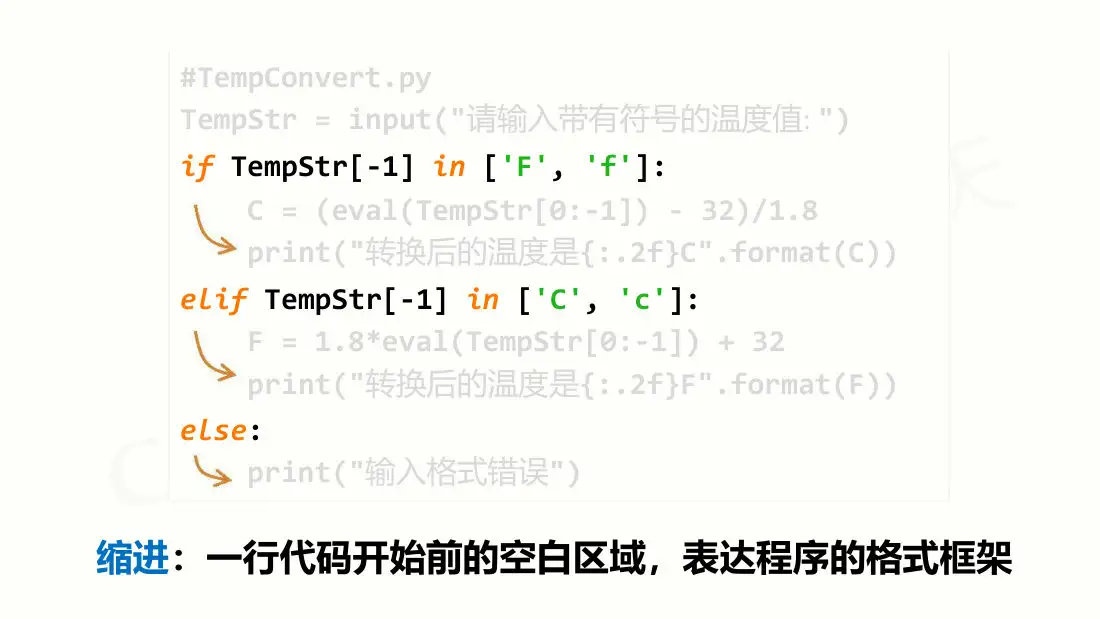 #TempConvert.py
TempStr = input("请输入带有符号的温度值: ")
if TempStr[-1] in ['F', 'f']:
    C = (eval(TempStr[0:-1]) - 32)/1.8
    print("转换后的温度是{:.2f}C".format(C))
elif TempStr[-1] in ['C', 'c']:
    F = 1.8*eval(TempStr[0:-1]) + 32
    print("转换后的温度是{:.2f}F".format(F))
else:
    print("输入格式错误")
缩进：一行代码开始前的空白区域，表达程序的格式框架